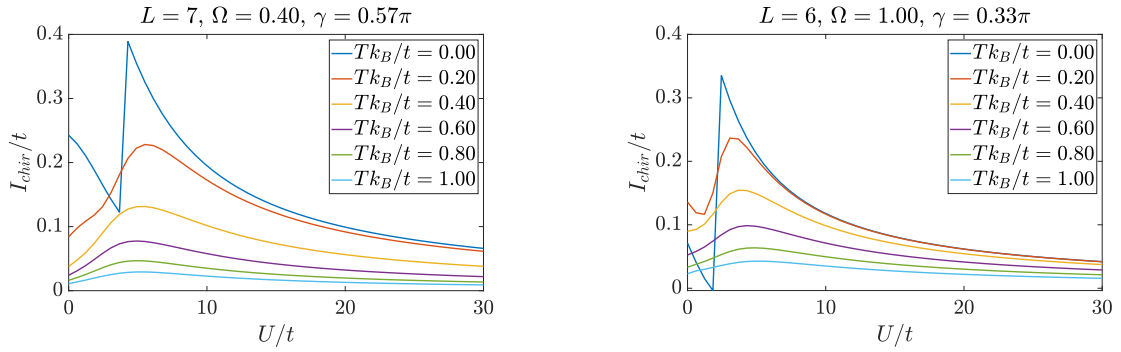 L = 7, Ω = 0.40, γ = 0.57π
0.4
0.3
0.2
0.1
0
I_chir/t
0
10
20
30
U/t
Tk_B/t = 0.00
Tk_B/t = 0.20
Tk_B/t = 0.40
Tk_B/t = 0.60
Tk_B/t = 0.80
Tk_B/t = 1.00
L = 6, Ω = 1.00, γ = 0.33π
0.4
0.3
0.2
0.1
0
I_chir/t
0
10
20
30
U/t
Tk_B/t = 0.00
Tk_B/t = 0.20
Tk_B/t = 0.40
Tk_B/t = 0.60
Tk_B/t = 0.80
Tk_B/t = 1.00